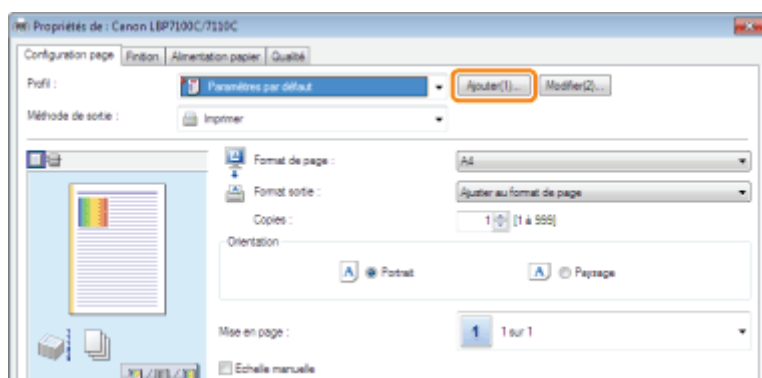 Propriétés de : Canon LBP7100C/7110C
Configuration page Finition Alimentation papier Qualité
Profil : Paramètres par défaut Ajouter(1)... Modifier(2)...
Méthode de sortie : Imprimer
Format de page : A4
Format sortie : Ajuster au format de page
Copies : 1 [1 à 999]
Orientation
A Portrait A Paysage
Mise en page : 1 1 sur 1
Echelle manuelle